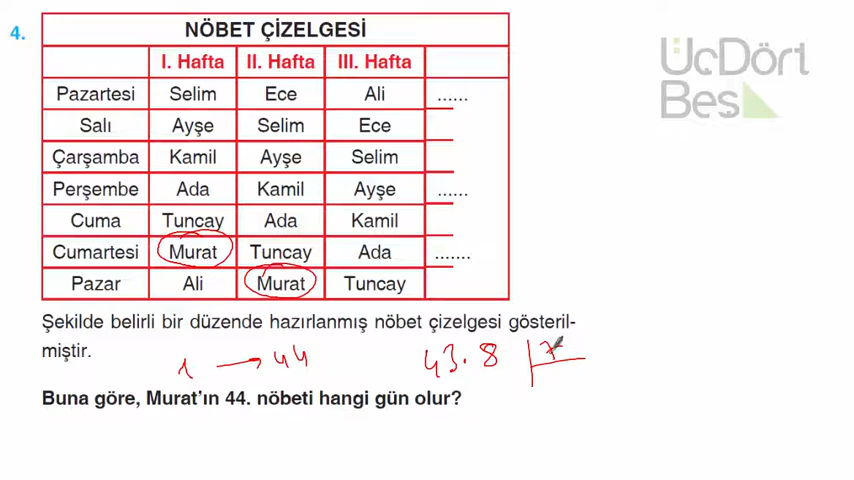 4.
NÖBET ÇİZELGESİ
I. Hafta II. Hafta III. Hafta
Pazartesi Selim Ece Ali ......
Salı Ayşe Selim Ece
Çarşamba Kamil Ayşe Selim
Perşembe Ada Kamil Ayşe ......
Cuma Tuncay Ada Kamil
Cumartesi Murat Tuncay Ada .......
Pazar Ali Murat Tuncay
Şekilde belirli bir düzende hazırlanmış nöbet çizelgesi gösteril-
miştir.
1 → 44 43.8 7
Buna göre, Murat'ın 44. nöbeti hangi gün olur?
ÜçDört
Beş